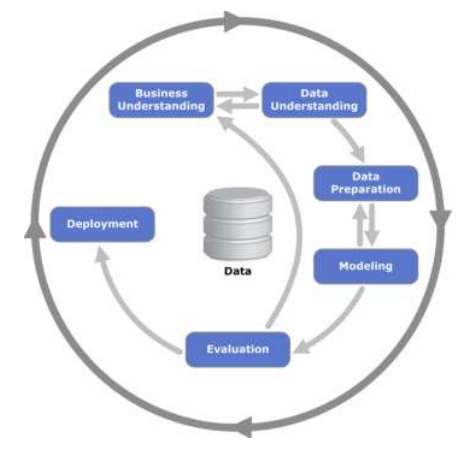 Business
Understanding
Data
Understanding
Data
Preparation
Deployment
Data
Modeling
Evaluation